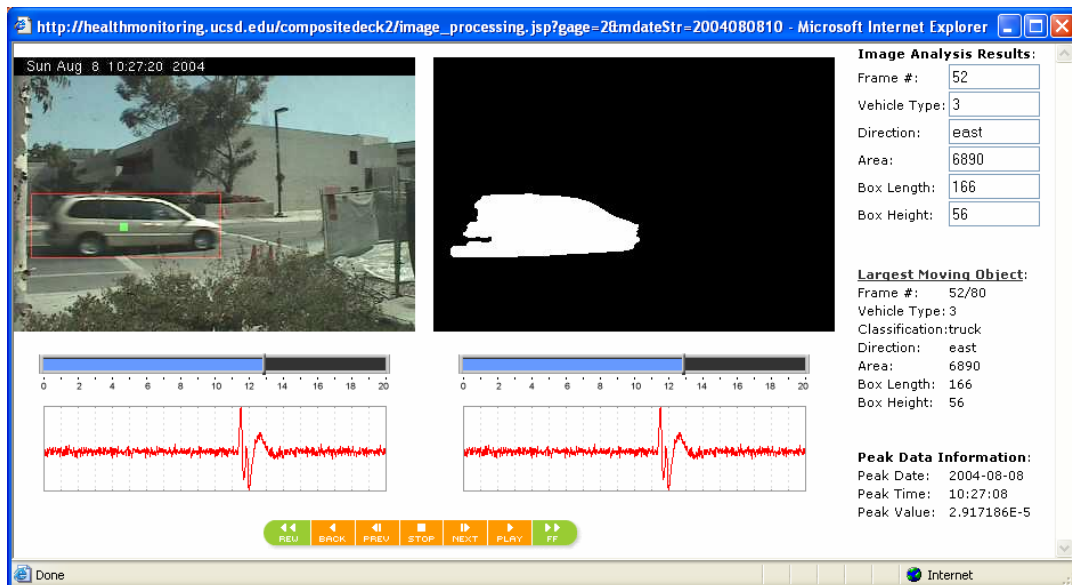 http://healthmonitoring.ucsd.edu/compositedeck2/image_processing.jsp?gage=2&mdateStr=2004080810 - Microsoft Internet Explorer
Sun Aug 8 10:27:20 2004
Image Analysis Results:
Frame #: 52
Vehicle Type: 3
Direction: east
Area: 6890
Box Length: 166
Box Height: 56
Largest Moving Object:
Frame #: 52/80
Vehicle Type: 3
Classification:truck
Direction: east
Area: 6890
Box Length: 166
Box Height: 56
Peak Data Information:
Peak Date: 2004-08-08
Peak Time: 10:27:08
Peak Value: 2.917186E-5
0 2 4 6 8 10 12 14 16 18 20
0 2 4 6 8 10 12 14 16 18 20
REV BACK PREV STOP NEXT PLAY FF
Done
Internet